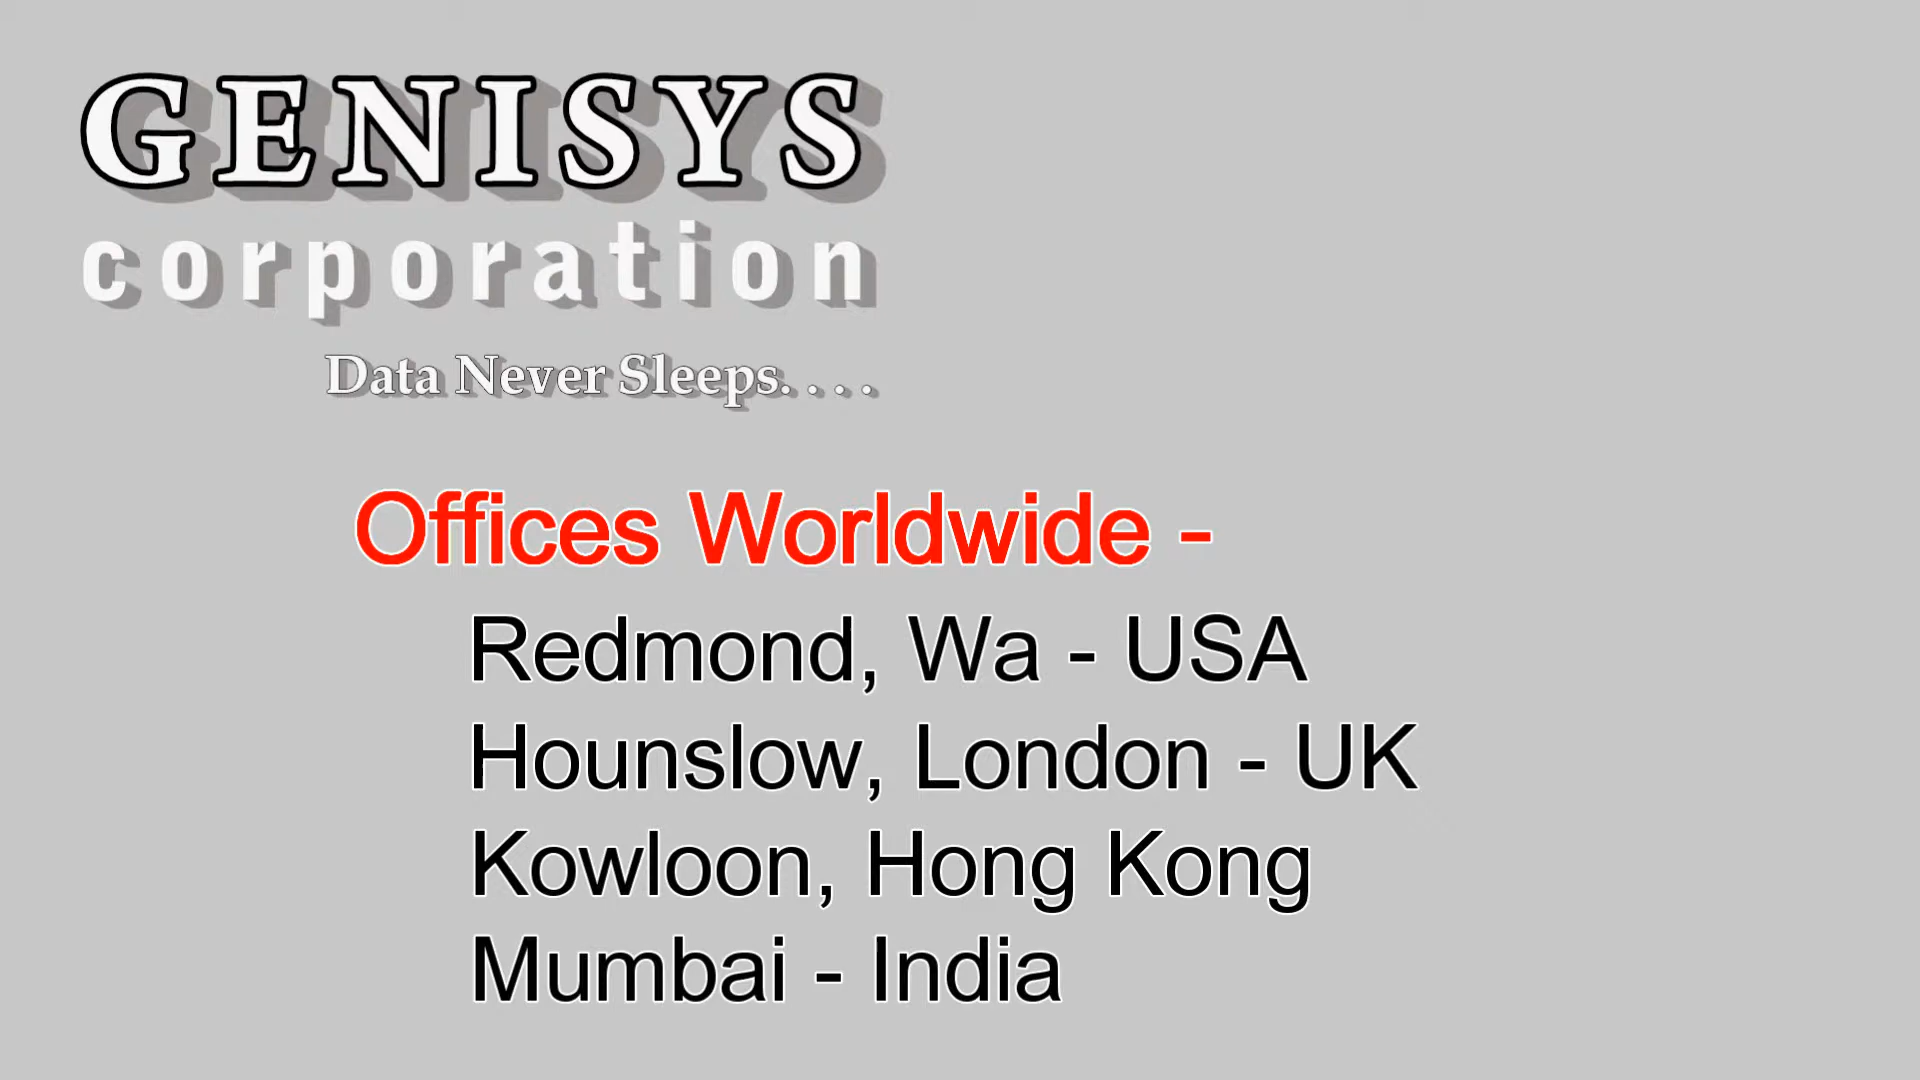 GENISYS
corporation
Data Never Sleeps. . . .
Offices Worldwide -
Redmond, Wa - USA
Hounslow, London - UK
Kowloon, Hong Kong
Mumbai - India